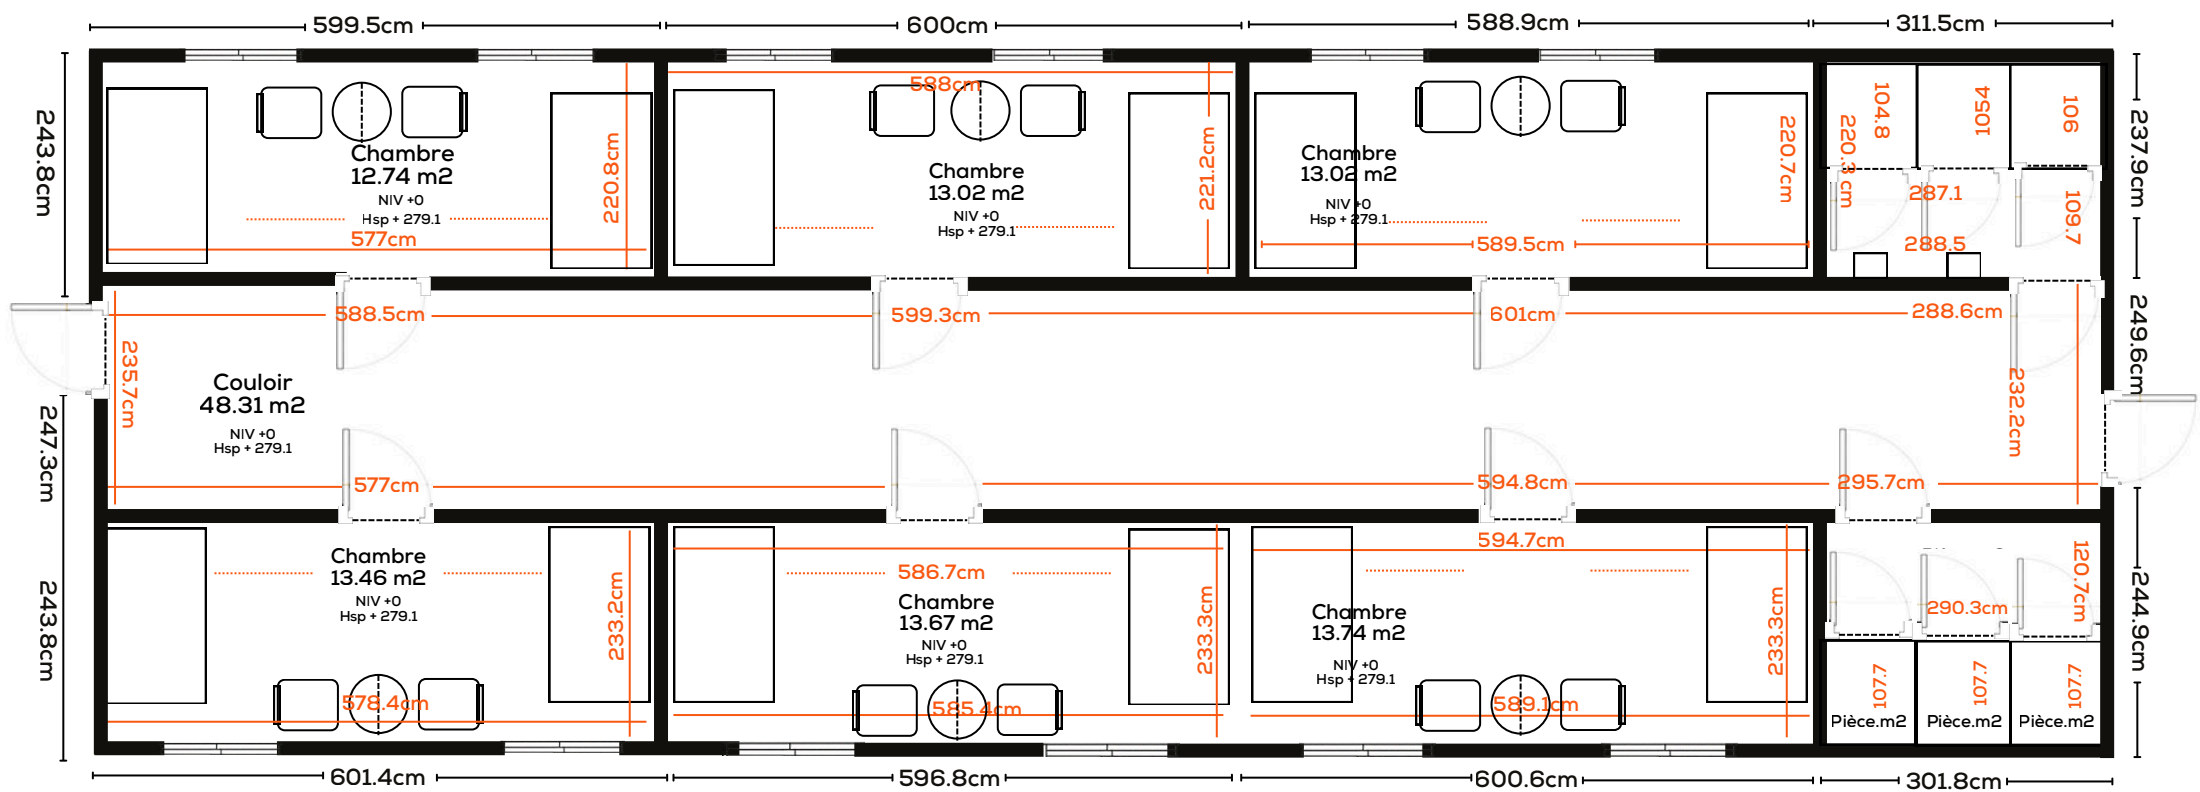 599.5cm
600cm
588.9cm
311.5cm
243.8cm
Chambre
12.74 m2
NIV +0
Hsp + 279.1
577cm
220.8cm
588cm
Chambre
13.02 m2
NIV +0
Hsp + 279.1
221.2cm
Chambre
13.02 m2
NIV +0
Hsp + 279.1
589.5cm
220.7cm
220.3 cm
104.8
1054
106
287.1
288.5
109.7
237.9cm
588.5cm
599.3cm
601cm
288.6cm
249.6cm
235.7cm
Couloir
48.31 m2
NIV +0
Hsp + 279.1
232.2cm
247.3cm
577cm
594.8cm
295.7cm
243.8cm
Chambre
13.46 m2
NIV +0
Hsp + 279.1
233.2cm
578.4cm
586.7cm
Chambre
13.67 m2
NIV +0
Hsp + 279.1
233.3cm
585.4cm
594.7cm
Chambre
13.74 m2
NIV +0
Hsp + 279.1
233.3cm
589.1cm
290.3cm
120.7cm
107.7
107.7
107.7
Pièce.m2
Pièce.m2
Pièce.m2
244.9cm
601.4cm
596.8cm
600.6cm
301.8cm